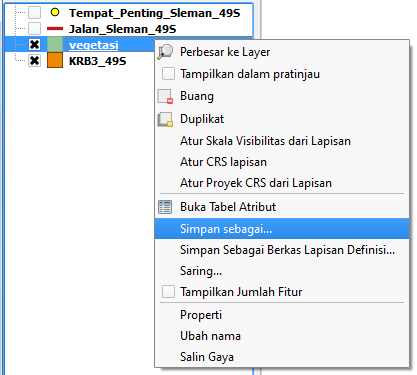 Tempat_Penting_Sleman_49S
Jalan_Sleman_49S
vegetasi
KRB3_49S
Perbesar ke Layer
Tampilkan dalam pratinjau
Buang
Duplikat
Atur Skala Visibilitas dari Lapisan
Atur CRS lapisan
Atur Proyek CRS dari Lapisan
Buka Tabel Atribut
Simpan sebagai...
Simpan Sebagai Berkas Lapisan Definisi...
Saring...
Tampilkan Jumlah Fitur
Properti
Ubah nama
Salin Gaya